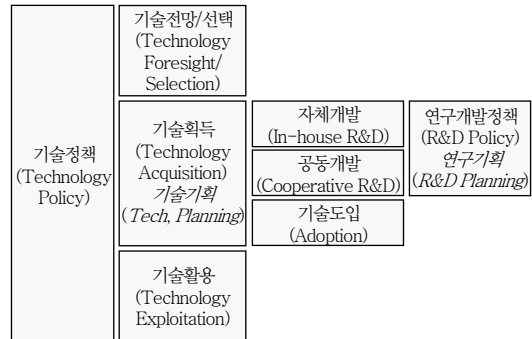 기술정책
(Technology
Policy)
기술전망/선택
(Technology
Foresight/
Selection)
기술획득
(Technology
Acquisition)
기술기획
(Tech, Planning)
기술활용
(Technology
Exploitation)
자체개발
(In-house R&D)
공동개발
(Cooperative R&D)
기술도입
(Adoption)
연구개발정책
(R&D Policy)
연구기획
(R&D Planning)